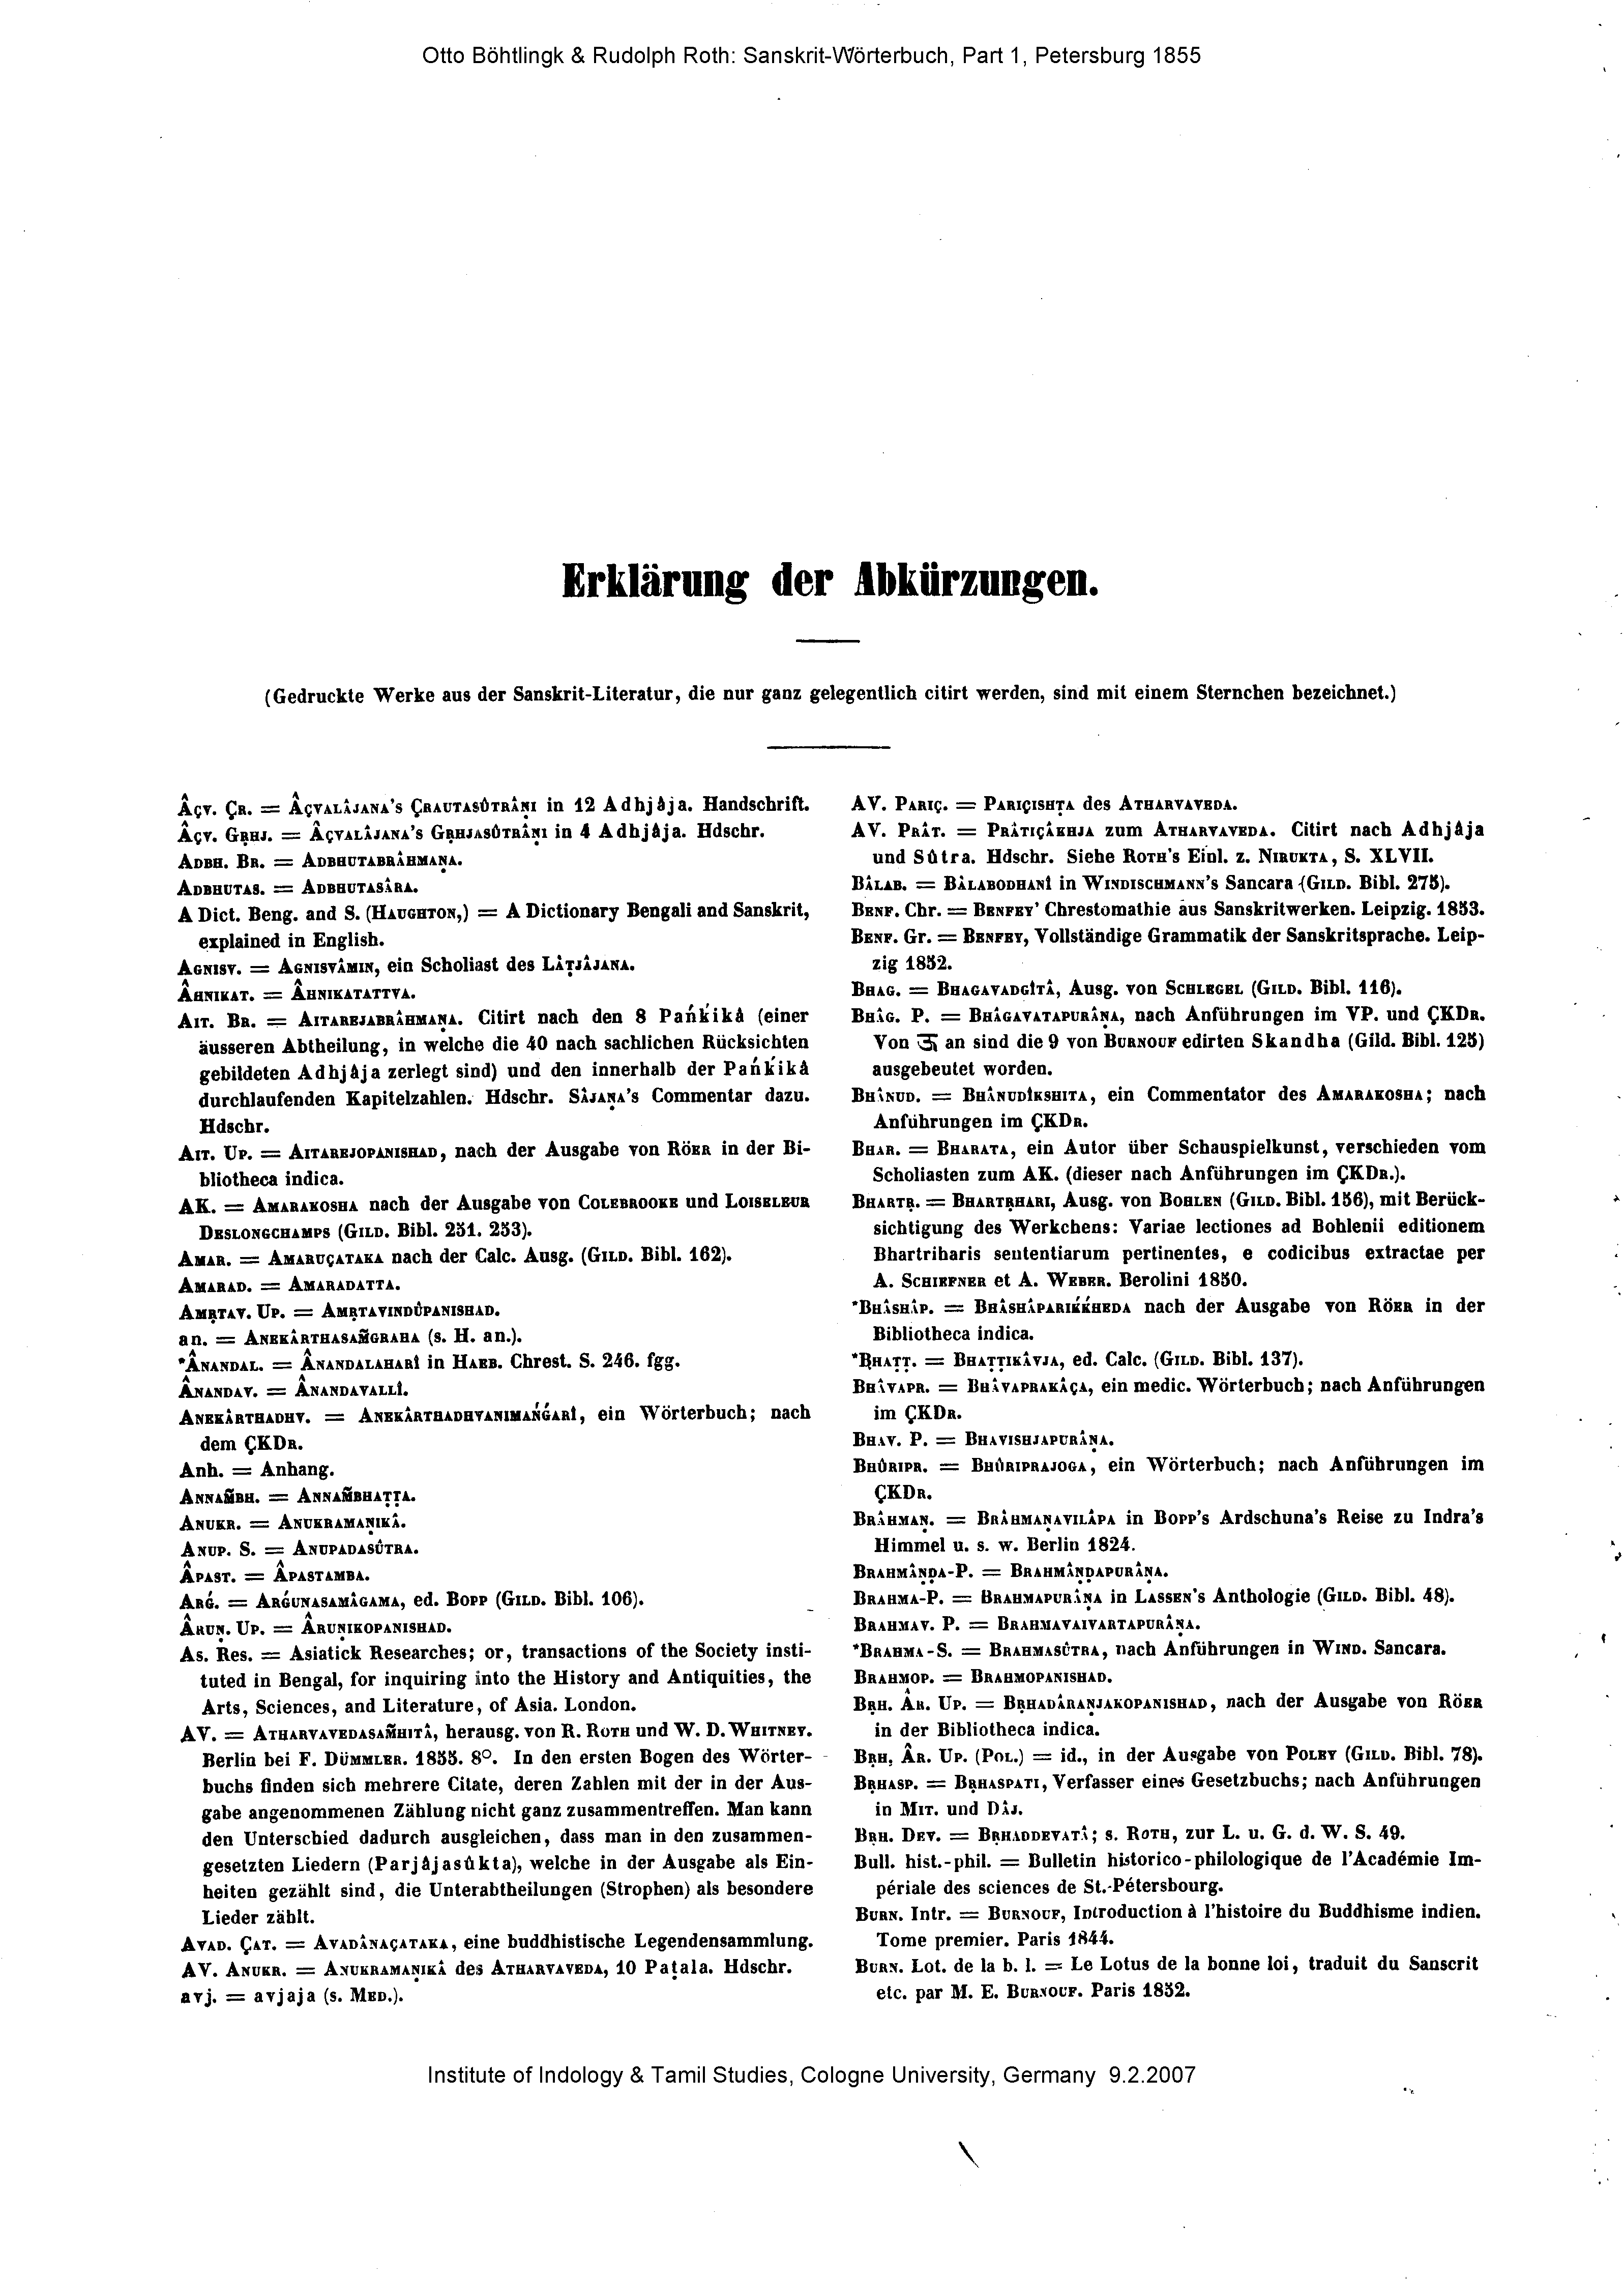 Otto Böhtlingk & Rudolph Roth: Sanskrit-Wörterbuch, Part 1, Petersburg 1855
Erklärung der Abkürzungen.
(Gedruckte Werke aus der Sanskrit-Literatur, die nur ganz gelegentlich citirt werden, sind mit einem Sternchen bezeichnet.)
Âçv. Çr. = Âçvalâjana's Çrautasûtrâṇi in 12 Adhjâja. Handschrift.
Âçv. Gṛhj. = Âçvalâjana's Gṛhjasûtrâṇi in 4 Adhjâja. Hdschr.
Adbh. Br. = Adbhutabrâhmaṇa.
Adbhutas. = Adbhutasâra.
A Dict. Beng. and S. (Haughton,) = A Dictionary Bengali and Sanskrit,
explained in English.
Agnisv. = Agnisvâmin, ein Scholiast des Lâṭjâjana.
Âhnikat. = Âhnikatattva.
Ait. Br. = Aitarejabrâhmaṇa. Citirt nach den 8 Pańḱikâ (einer
äusseren Abtheilung, in welche die 40 nach sachlichen Rücksichten
gebildeten Adhjâja zerlegt sind) und den innerhalb der Pańḱikâ
durchlaufenden Kapitelzahlen. Hdschr. Sâjaṇa's Commentar dazu.
Hdschr.
Ait. Up. = Aitarejopanishad, nach der Ausgabe von Röer in der Bi-
bliotheca indica.
AK. = Amarakosha nach der Ausgabe von Colebrooke und Loiseleur
Deslongchamps (Gild. Bibl. 231. 233).
Amar. = Amaruçataka nach der Calc. Ausg. (Gild. Bibl. 162).
Amarad. = Amaradatta.
Amṛtav. Up. = Amṛtavindûpanishad.
an. = Anekârthasaṁgraha (s. H. an.).
*Ânandal. = Ânandalaharî in Haeb. Chrest. S. 246. fgg.
Ânandav. = Ânandavallî.
Anekârthadhv. = Anekârthadhvanimańǵarî, ein Wörterbuch; nach
dem ÇKDr.
Anh. = Anhang.
Annaṁbh. = Annaṁbhaṭṭa.
Anukr. = Anukramaṇikâ.
Anup. S. = Anupadasûtra.
Âpast. = Âpastamba.
Arǵ. = Arǵunasamâgama, ed. Bopp (Gild. Bibl. 106).
Âruṇ. Up. = Âruṇikopanishad.
As. Res. = Asiatick Researches; or, transactions of the Society insti-
tuted in Bengal, for inquiring into the History and Antiquities, the
Arts, Sciences, and Literature, of Asia. London.
AV. = Atharvavedasaṁhitâ, herausg. von R. Roth und W. D. Whitney.
Berlin bei F. Dümmler. 1855. 8⁰. In den ersten Bogen des Wörter-
buchs finden sich mehrere Citate, deren Zahlen mit der in der Aus-
gabe angenommenen Zählung nicht ganz zusammentreffen. Man kann
den Unterschied dadurch ausgleichen, dass man in den zusammen-
gesetzten Liedern (Parjâjasûkta), welche in der Ausgabe als Ein-
heiten gezählt sind, die Unterabtheilungen (Strophen) als besondere
Lieder zählt.
Avad. Çat. = Avadânaçataka, eine buddhistische Legendensammlung.
AV. Anukr. = Anukramaṇikâ des Atharvaveda, 10 Paṭala. Hdschr.
avj. = avjaja (s. Med.).
AV. Pariç. = Pariçishṭa des Atharvaveda.
AV. Prât. = Prâtiçâkhja zum Atharvaveda. Citirt nach Adhjâja
und Sûtra. Hdschr. Siehe Roth's Einl. z. Nirukta, S. XLVII.
Bâlab. = Bâlabodhanî in Windischmann's Sancara (Gild. Bibl. 275).
Benf. Chr. = Benfey' Chrestomathie aus Sanskritwerken. Leipzig. 1853.
Benf. Gr. = Benfey, Vollständige Grammatik der Sanskritsprache. Leip-
zig 1852.
Bhag. = Bhagavadgîtâ, Ausg. von Schlegel (Gild. Bibl. 116).
Bhâg. P. = Bhâgavatapurâṇa, nach Anführungen im VP. und ÇKDr.
Von ऊ an sind die 9 von Burnouf edirten Skandha (Gild. Bibl. 125)
ausgebeutet worden.
Bhânud. = Bhânudîkshita, ein Commentator des Amarakosha; nach
Anführungen im ÇKDr.
Bhar. = Bharata, ein Autor über Schauspielkunst, verschieden vom
Scholiasten zum AK. (dieser nach Anführungen im ÇKDr.).
Bhartṛ. = Bhartṛhari, Ausg. von Bohlen (Gild. Bibl. 156), mit Berück-
sichtigung des Werkchens: Variae lectiones ad Bohlenii editionem
Bhartriharis sententiarum pertinentes, e codicibus extractae per
A. Schiefner et A. Weber. Berolini 1850.
*Bhâshâp. = Bhâshâpariḱḱheda nach der Ausgabe von Röer in der
Bibliotheca indica.
*Bhaṭṭ. = Bhaṭṭikâvja, ed. Calc. (Gild. Bibl. 137).
Bhâvapr. = Bhâvaprakâça, ein medic. Wörterbuch; nach Anführungen
im ÇKDr.
Bhav. P. = Bhavishjapurâṇa.
Bhûripr. = Bhûriprajoga, ein Wörterbuch; nach Anführungen im
ÇKDr.
Brâhmaṇ. = Brâhmaṇavilâpa in Bopp's Ardschuna's Reise zu Indra's
Himmel u. s. w. Berlin 1824.
Brahmâṇḍa-P. = Brahmâṇḍapurâṇa.
Brahma-P. = Brahmapurâṇa in Lassen's Anthologie (Gild. Bibl. 48).
Brahmav. P. = Brahmavaivartapurâṇa.
*Brahma-S. = Brahmasûtra, nach Anführungen in Wind. Sancara.
Brahmop. = Brahmopanishad.
Bṛh. Âr. Up. = Bṛhadâraṇjakopanishad, nach der Ausgabe von Röer
in der Bibliotheca indica.
Bṛh. Âr. Up. (Pol.) = id., in der Ausgabe von Poley (Gild. Bibl. 78).
Bṛhasp. = Bṛhaspati, Verfasser eines Gesetzbuchs; nach Anführungen
in Mit. und Dâj.
Bṛh. Dev. = Bṛhaddevatâ; s. Roth, zur L. u. G. d. W. S. 49.
Bull. hist.-phil. = Bulletin historico-philologique de l'Académie Im-
périale des sciences de St.-Pétersbourg.
Burn. Intr. = Burnouf, Introduction à l'histoire du Buddhisme indien.
Tome premier. Paris 1844.
Burn. Lot. de la b. l. = Le Lotus de la bonne loi, traduit du Sanscrit
etc. par M. E. Burnouf. Paris 1852.
Institute of Indology & Tamil Studies, Cologne University, Germany 9.2.2007